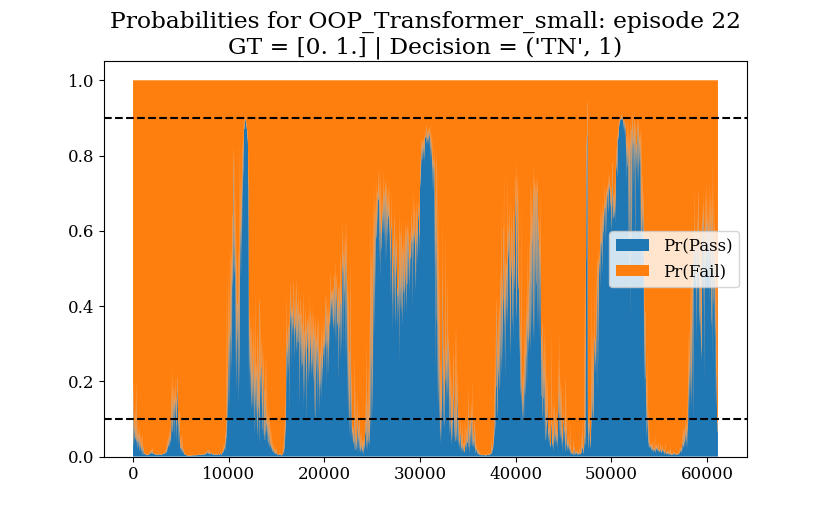 Probabilities for OOP_Transformer_small: episode 22
GT = [0. 1.] | Decision = ('TN', 1)
1.0
0.8
0.6
0.4
0.2
0.0
Pr(Pass)
Pr(Fail)
0 10000 20000 30000 40000 50000 60000